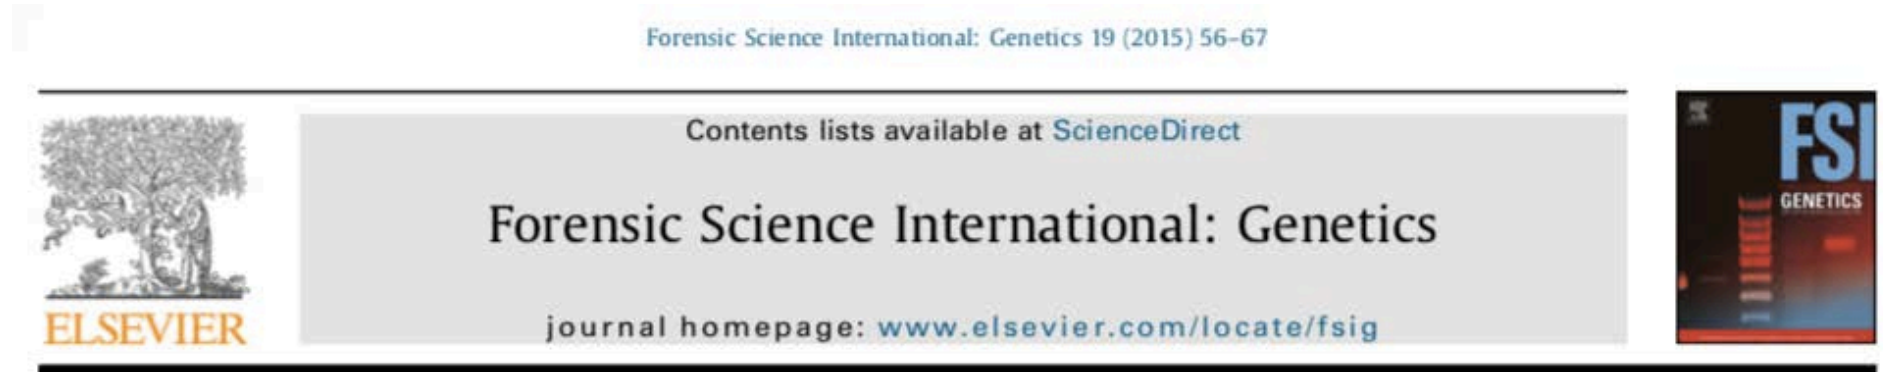 Forensic Science International: Genetics 19 (2015) 56–67
Contents lists available at ScienceDirect
Forensic Science International: Genetics
journal homepage: www.elsevier.com/locate/fsig
ELSEVIER
FSI
GENETICS